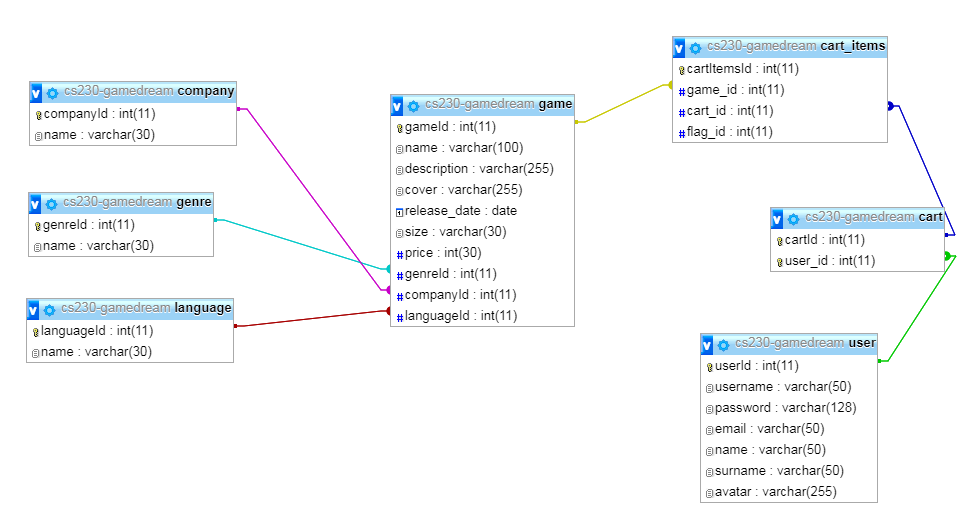 cs230-gamedream company
companyId : int(11)
name : varchar(30)
cs230-gamedream genre
genreId : int(11)
name : varchar(30)
cs230-gamedream language
languageId : int(11)
name : varchar(30)
cs230-gamedream game
gameId : int(11)
name : varchar(100)
description : varchar(255)
cover : varchar(255)
release_date : date
size : varchar(30)
price : int(30)
genreId : int(11)
companyId : int(11)
languageId : int(11)
cs230-gamedream cart_items
cartItemsId : int(11)
game_id : int(11)
cart_id : int(11)
flag_id : int(11)
cs230-gamedream cart
cartId : int(11)
user_id : int(11)
cs230-gamedream user
userId : int(11)
username : varchar(50)
password : varchar(128)
email : varchar(50)
name : varchar(50)
surname : varchar(50)
avatar : varchar(255)